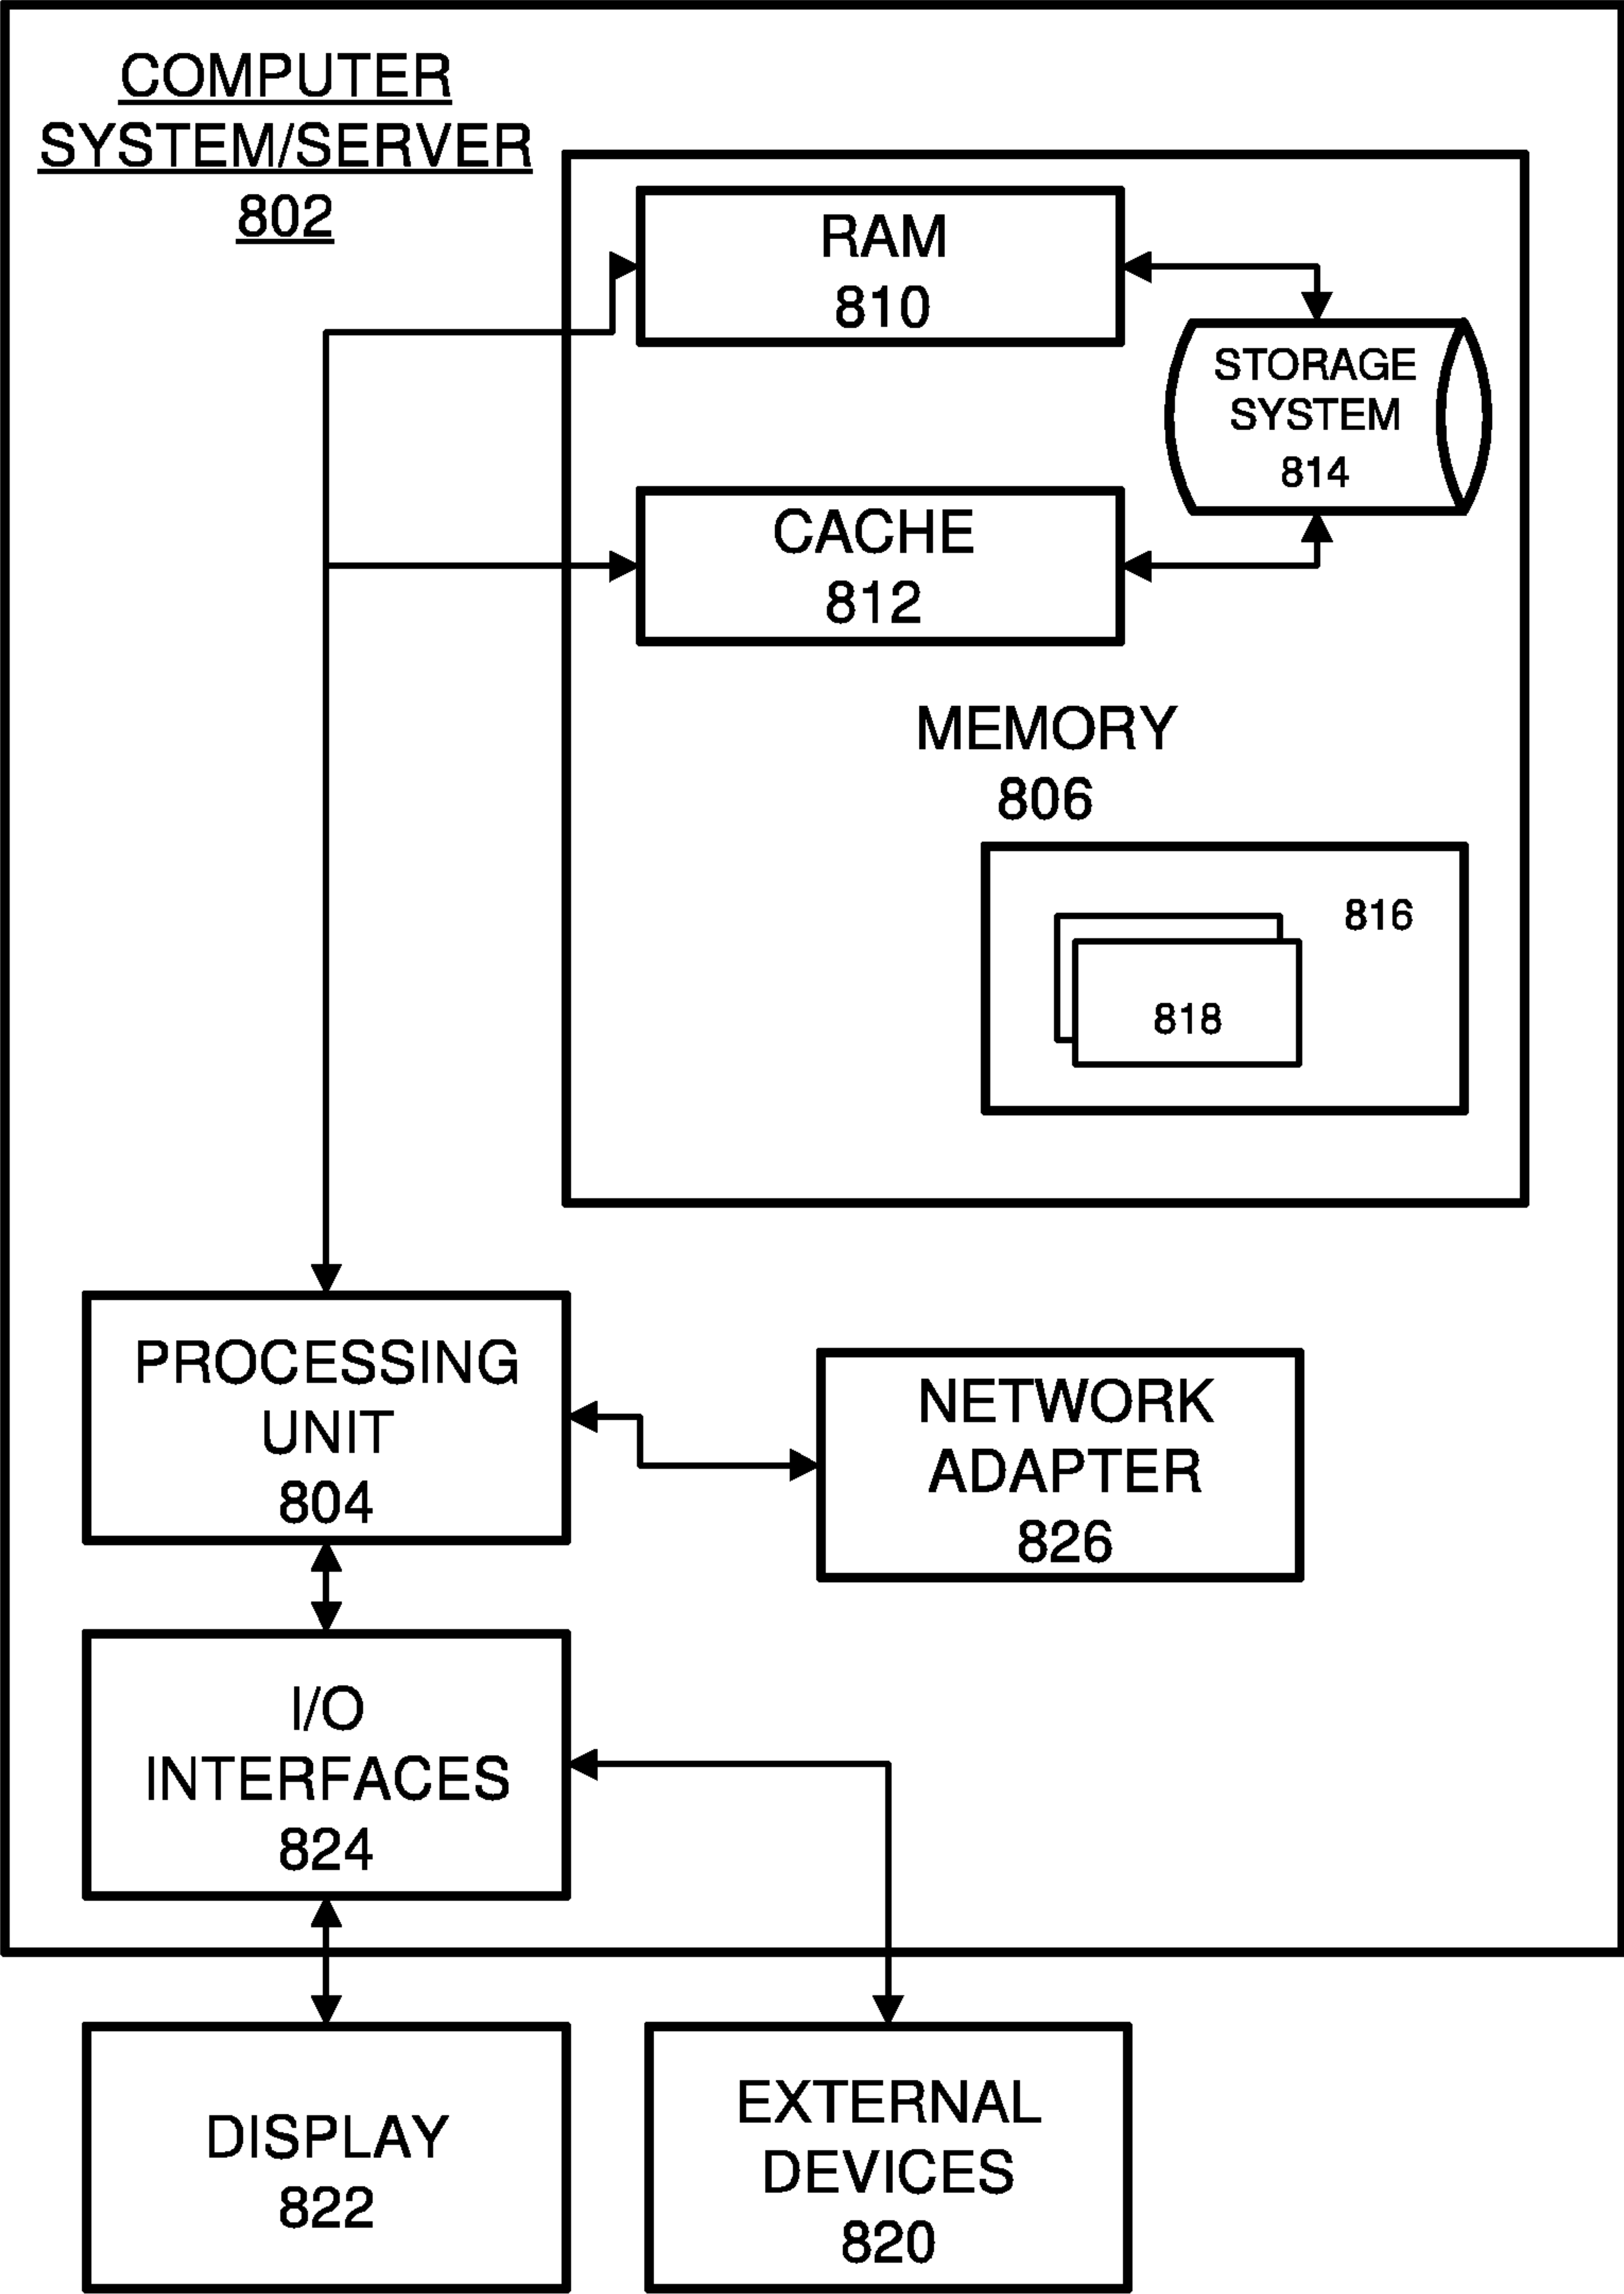 COMPUTER
SYSTEM/SERVER
802
RAM
810
STORAGE
SYSTEM
814
CACHE
812
MEMORY
806
816
818
PROCESSING
UNIT
804
NETWORK
ADAPTER
826
I/O
INTERFACES
824
DISPLAY
822
EXTERNAL
DEVICES
820